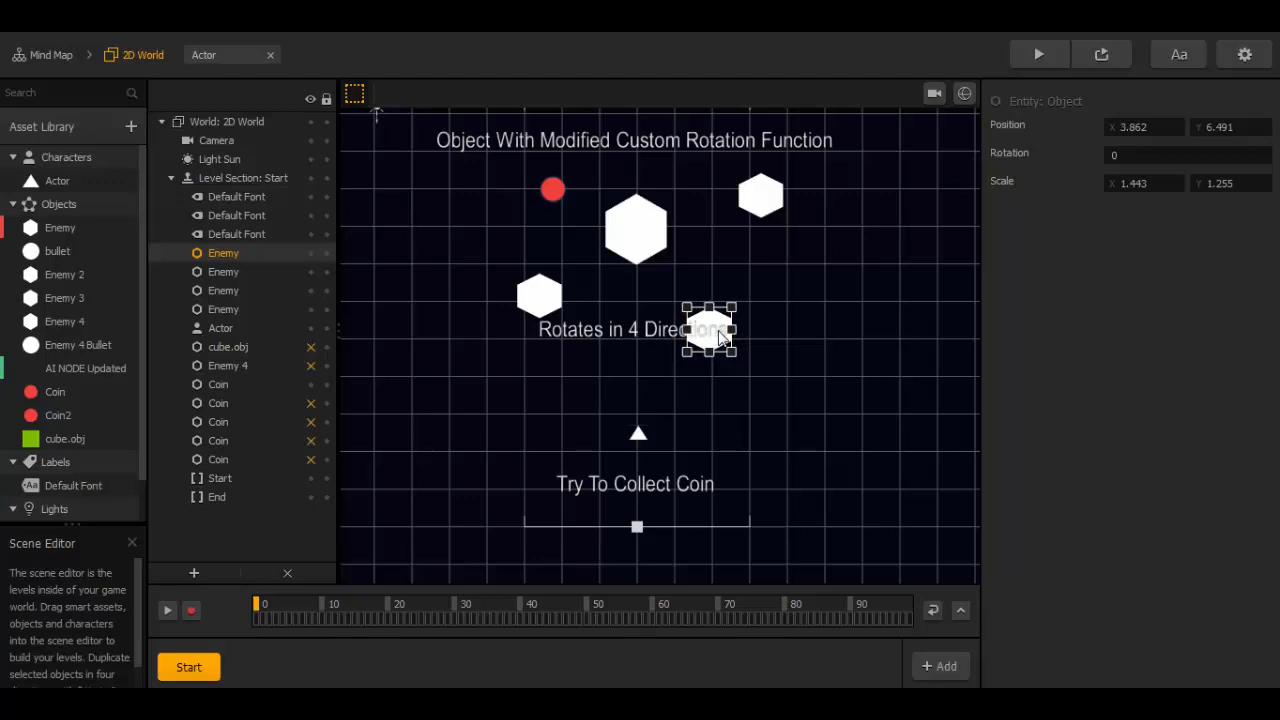 Mind Map
2D World
Actor
Aa
Search
Asset Library
Characters
Actor
Objects
Enemy
bullet
Enemy 2
Enemy 3
Enemy 4
Enemy 4 Bullet
AI NODE Updated
Coin
Coin2
cube.obj
Labels
Aa Default Font
Lights
Scene Editor
The scene editor is the
levels inside of your game
world. Drag smart assets,
objects and characters
into the scene editor to
build your levels. Duplicate
selected objects in four
World: 2D World
Camera
Light Sun
Level Section: Start
Default Font
Default Font
Default Font
Enemy
Enemy
Enemy
Enemy
Actor
cube.obj
Enemy 4
Coin
Coin
Coin
Coin
Coin
Start
End
Object With Modified Custom Rotation Function
Rotates in 4 Directions
Try To Collect Coin
0 10 20 30 40 50 60 70 80 90
Start
+ Add
Entity: Object
Position X 3.862 Y 6.491
Rotation 0
Scale X 1.443 Y 1.255